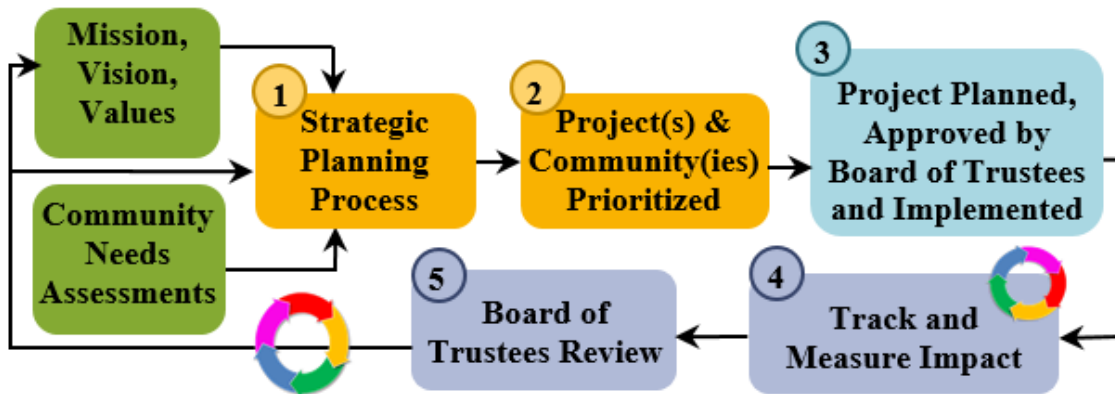 Mission,
Vision,
Values
1
Strategic
Planning
Process
2
Project(s) &
Community(ies)
Prioritized
3
Project Planned,
Approved by
Board of Trustees
and Implemented
Community
Needs
Assessments
5
Board of
Trustees Review
4
Track and
Measure Impact